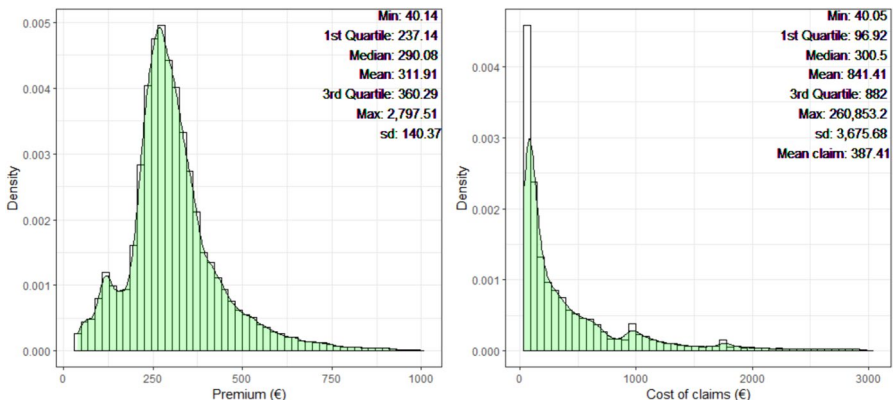 0.005
0.004
0.003
0.002
0.001
0.000
Density
0
250
500
750
1000
Premium (€)
Min: 40.14
1st Quartile: 237.14
Median: 290.08
Mean: 311.91
3rd Quartile: 360.29
Max: 2,797.51
sd: 140.37
0.004
0.003
0.002
0.001
0.000
Density
0
1000
2000
3000
Cost of claims (€)
Min: 40.05
1st Quartile: 96.92
Median: 300.5
Mean: 841.41
3rd Quartile: 882
Max: 260,853.2
sd: 3,675.68
Mean claim: 387.41